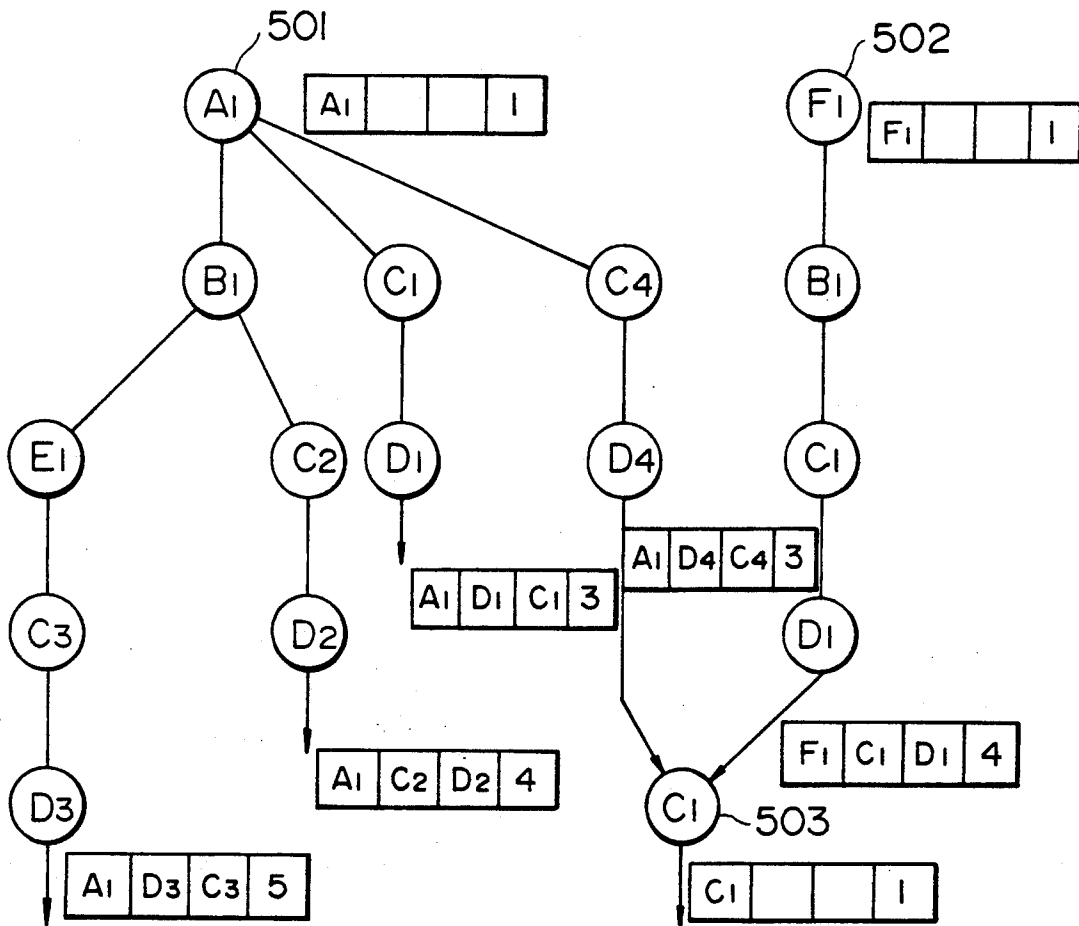 501
502
A1
A1 1
F1
F1 1
B1
C1
C4
B1
E1
C2
D1
D4
C1
A1 D4 C4 3
A1 D1 C1 3
C3
D2
D1
F1 C1 D1 4
A1 C2 D2 4
D3
C1
503
A1 D3 C3 5
C1 1